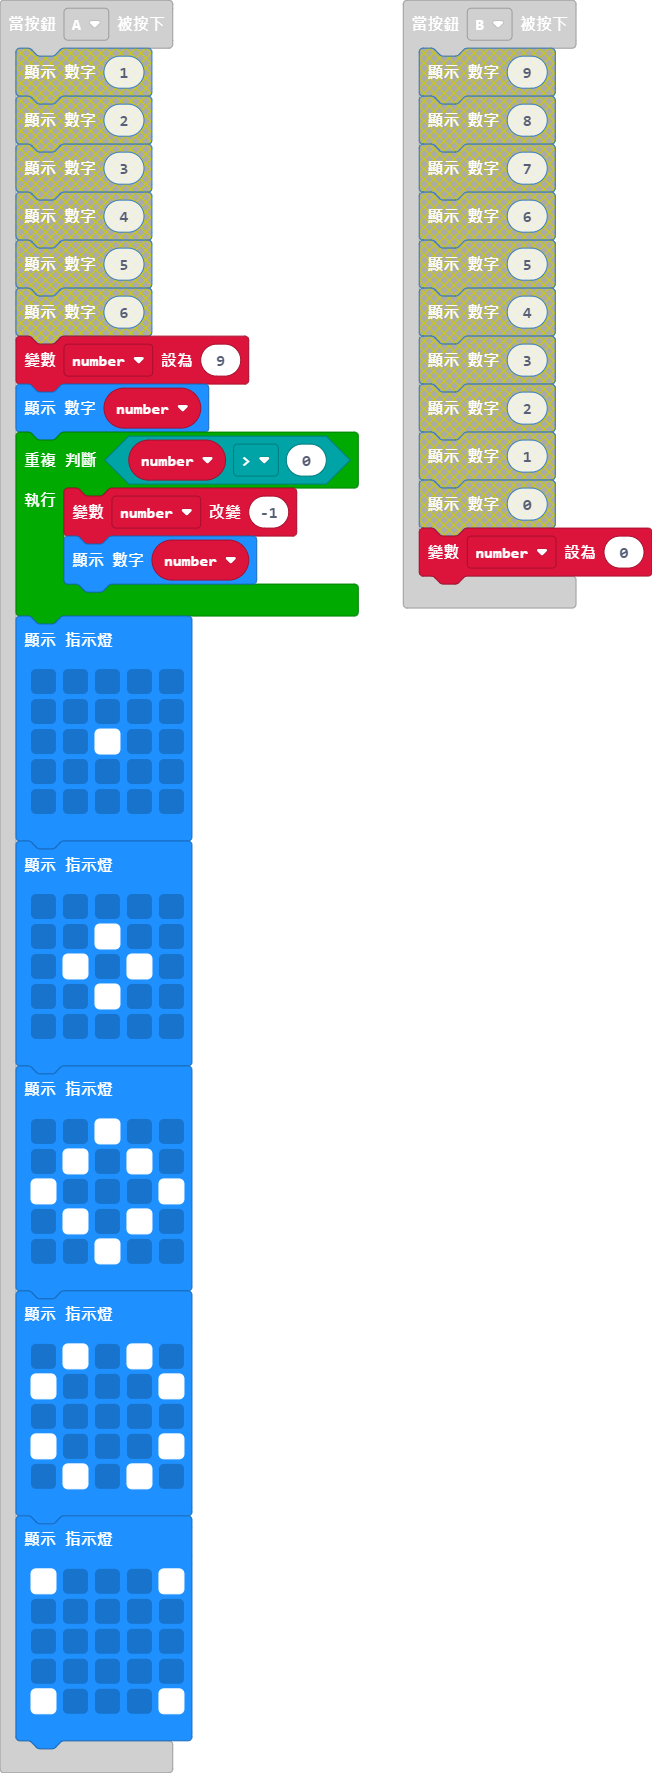 當按鈕 A 被按下
顯示 數字 1
顯示 數字 2
顯示 數字 3
顯示 數字 4
顯示 數字 5
顯示 數字 6
變數 number 設為 9
顯示 數字 number
重複 判斷 number > 0
執行
變數 number 改變 -1
顯示 數字 number
顯示 指示燈
顯示 指示燈
顯示 指示燈
顯示 指示燈
顯示 指示燈
當按鈕 B 被按下
顯示 數字 9
顯示 數字 8
顯示 數字 7
顯示 數字 6
顯示 數字 5
顯示 數字 4
顯示 數字 3
顯示 數字 2
顯示 數字 1
顯示 數字 0
變數 number 設為 0